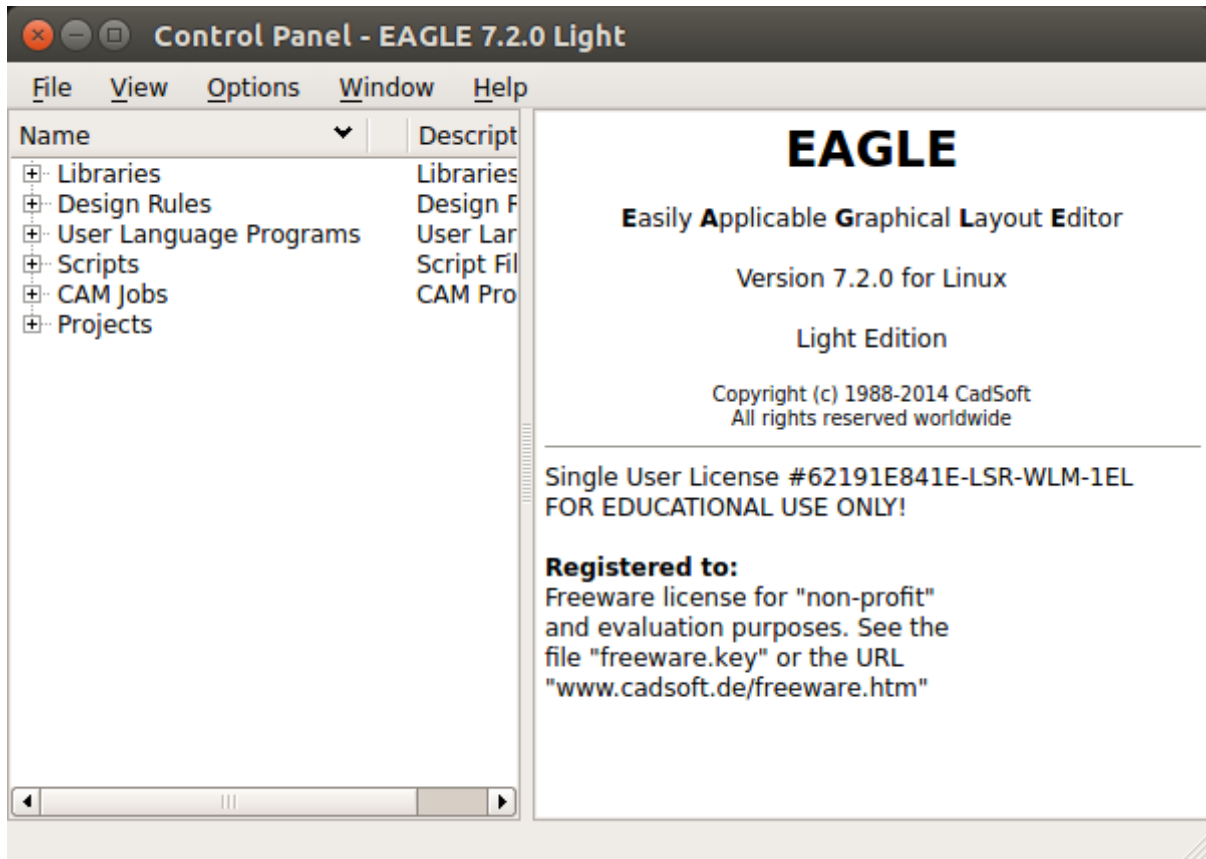 Control Panel - EAGLE 7.2.0 Light
File View Options Window Help
Name Descript
Libraries Libraries
Design Rules Design R
User Language Programs User Lar
Scripts Script Fil
CAM Jobs CAM Pro
Projects
EAGLE
Easily Applicable Graphical Layout Editor
Version 7.2.0 for Linux
Light Edition
Copyright (c) 1988-2014 CadSoft
All rights reserved worldwide
Single User License #62191E841E-LSR-WLM-1EL
FOR EDUCATIONAL USE ONLY!
Registered to:
Freeware license for "non-profit"
and evaluation purposes. See the
file "freeware.key" or the URL
"www.cadsoft.de/freeware.htm"